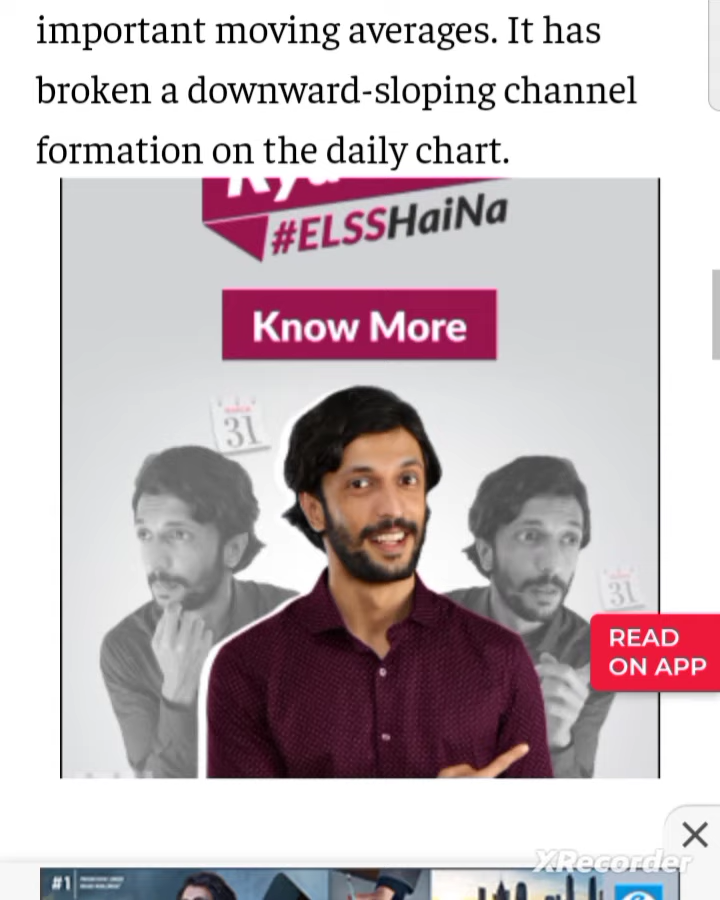 important moving averages. It has
broken a downward-sloping channel
formation on the daily chart.
#ELSSHaiNa
Know More
31
31
READ
ON APP
XRecorder
#1